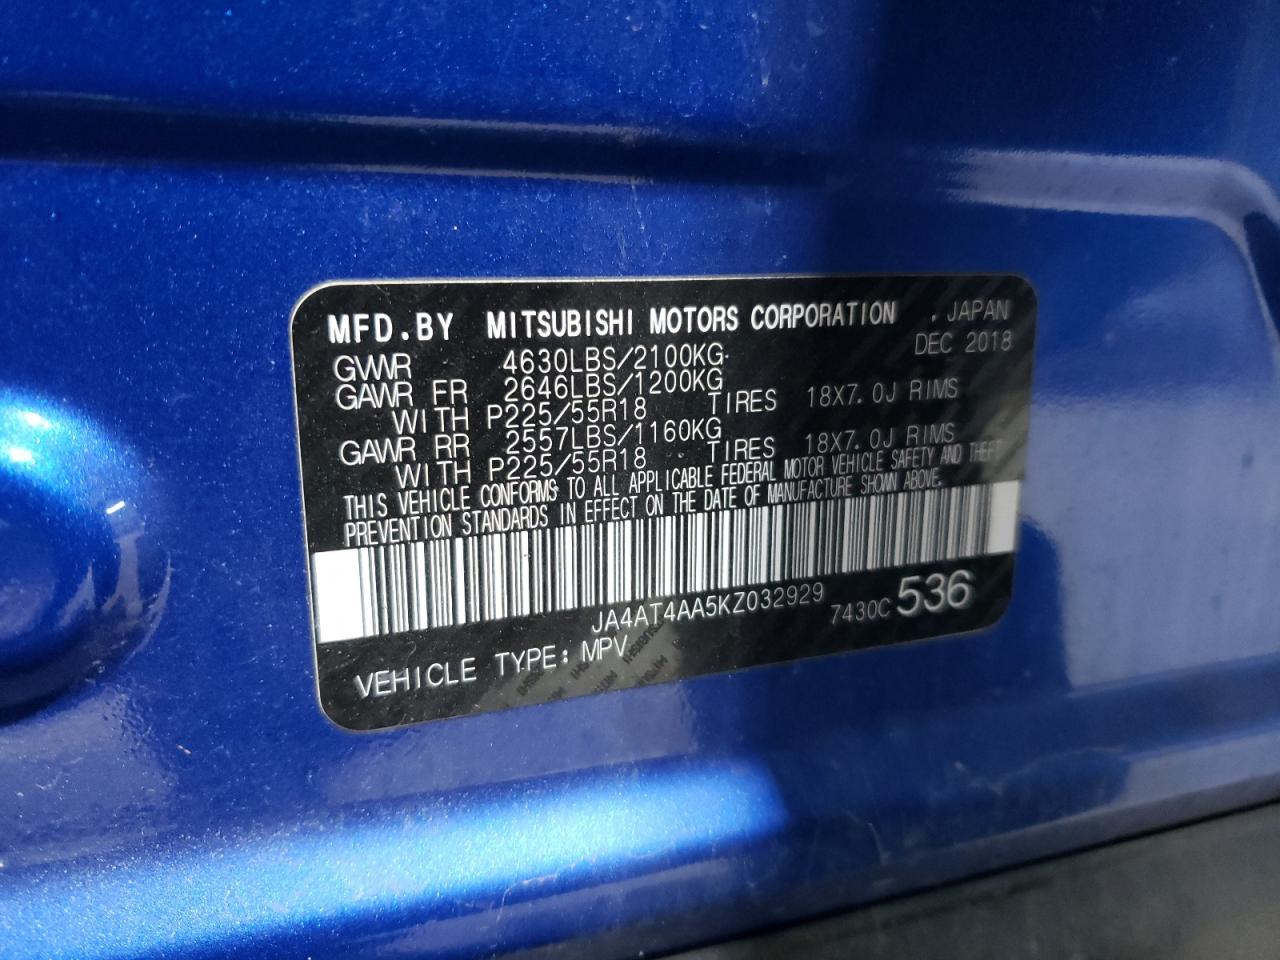 MFD.BY MITSUBISHI MOTORS CORPORATION , JAPAN
DEC 2018
GVWR 4630LBS/2100KG
GAWR FR 2646LBS/1200KG
WITH P225/55R18 TIRES 18X7.0J RIMS
GAWR RR 2557LBS/1160KG
WITH P225/55R18 TIRES 18X7.0J RIMS
THIS VEHICLE CONFORMS TO ALL APPLICABLE FEDERAL MOTOR VEHICLE SAFETY AND THEFT
PREVENTION STANDARDS IN EFFECT ON THE DATE OF MANUFACTURE SHOWN ABOVE.
JA4AT4AA5KZ032929 7430C 536
VEHICLE TYPE: MPV